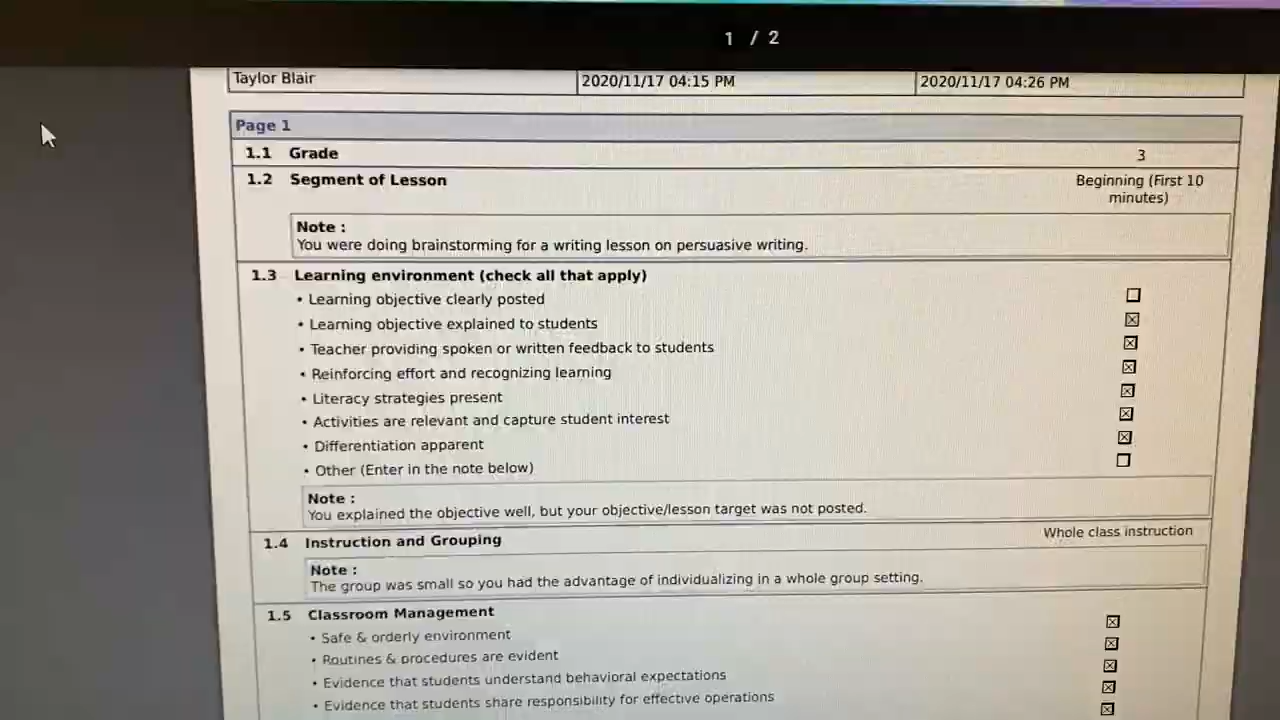 1 / 2
Taylor Blair 2020/11/17 04:15 PM 2020/11/17 04:26 PM
Page 1
1.1 Grade 3
1.2 Segment of Lesson Beginning (First 10
minutes)
Note :
You were doing brainstorming for a writing lesson on persuasive writing.
1.3 Learning environment (check all that apply)
• Learning objective clearly posted ☐
• Learning objective explained to students ☒
• Teacher providing spoken or written feedback to students ☒
• Reinforcing effort and recognizing learning ☒
• Literacy strategies present ☒
• Activities are relevant and capture student interest ☒
• Differentiation apparent ☒
• Other (Enter in the note below) ☐
Note :
You explained the objective well, but your objective/lesson target was not posted.
1.4 Instruction and Grouping Whole class instruction
Note :
The group was small so you had the advantage of individualizing in a whole group setting.
1.5 Classroom Management
• Safe & orderly environment ☒
• Routines & procedures are evident ☒
• Evidence that students understand behavioral expectations ☒
• Evidence that students share responsibility for effective operations ☒